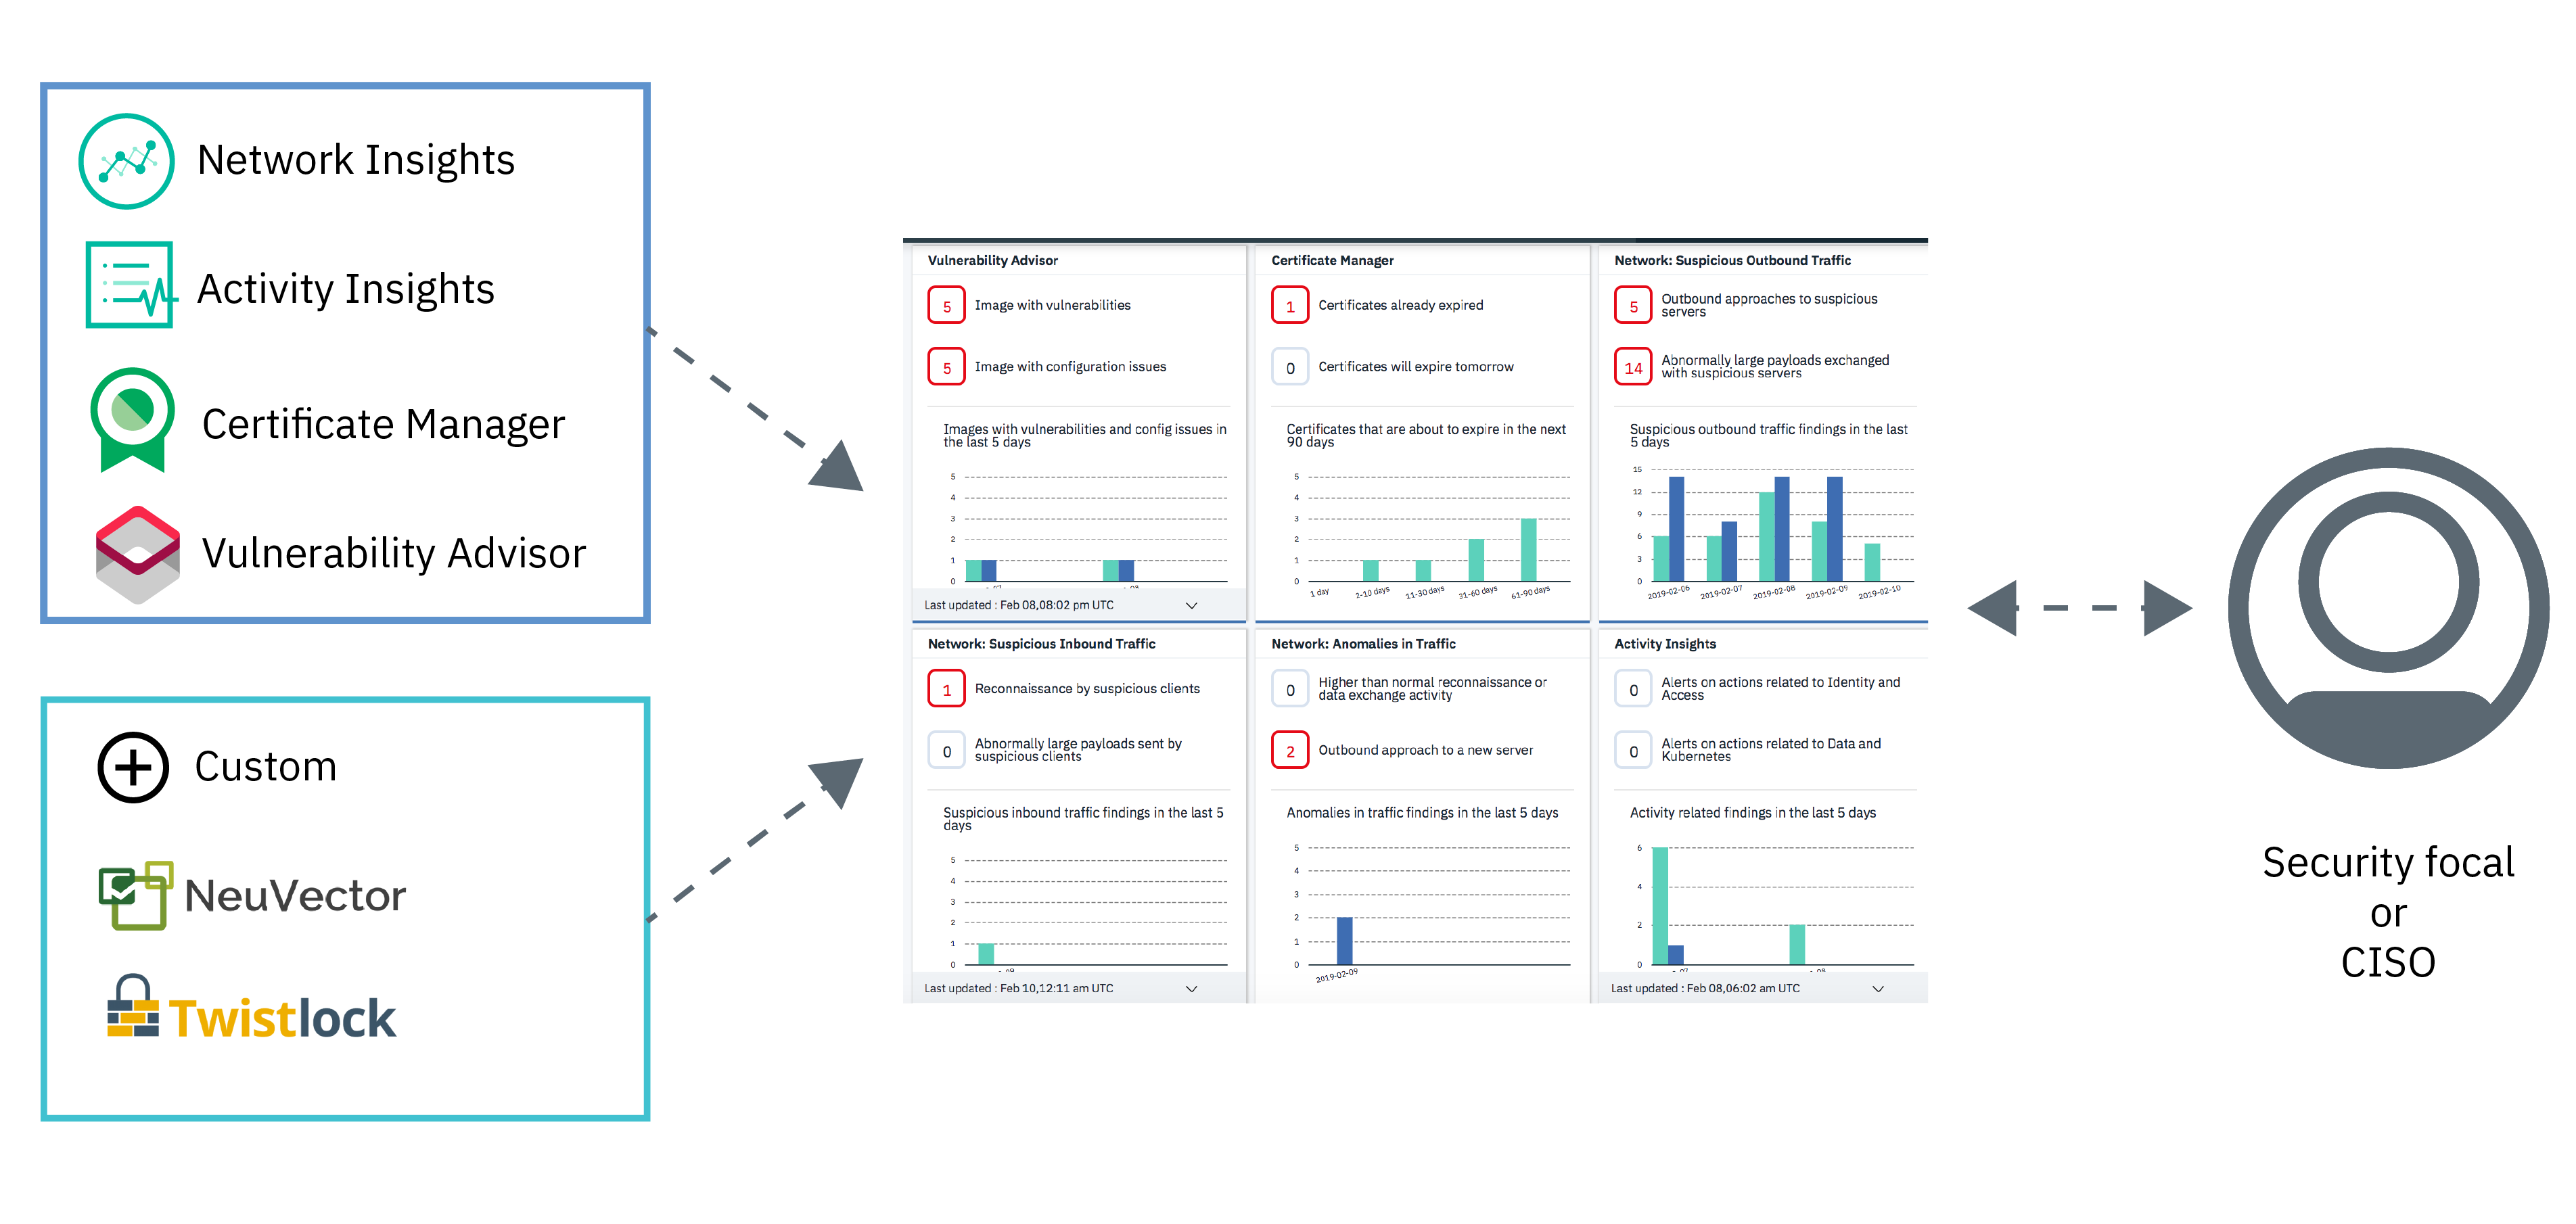 Network Insights
Activity Insights
Certificate Manager
Vulnerability Advisor
Custom
NeuVector
Twistlock
Vulnerability Advisor
5
Image with vulnerabilities
5
Image with configuration issues
Images with vulnerabilities and config issues in
the last 5 days
5
4
3
2
1
0
Last updated : Feb 08,08:02 pm UTC
Certificate Manager
1
Certificates already expired
0
Certificates will expire tomorrow
Certificates that are about to expire in the next
90 days
5
4
3
2
1
0
1 day
2-10 days
11-30 days
31-60 days
61-90 days
Network: Suspicious Outbound Traffic
5
Outbound approaches to suspicious
servers
14
Abnormally large payloads exchanged
with suspicious servers
Suspicious outbound traffic findings in the last
5 days
15
12
9
6
3
0
2019-02-06
2019-02-07
2019-02-08
2019-02-09
2019-02-10
Network: Suspicious Inbound Traffic
1
Reconnaissance by suspicious clients
0
Abnormally large payloads sent by
suspicious clients
Suspicious inbound traffic findings in the last 5
days
5
4
3
2
1
0
Last updated : Feb 10,12:11 am UTC
Network: Anomalies in Traffic
0
Higher than normal reconnaissance or
data exchange activity
2
Outbound approach to a new server
Anomalies in traffic findings in the last 5 days
5
4
3
2
1
0
2019-02-09
Activity Insights
0
Alerts on actions related to Identity and
Access
0
Alerts on actions related to Data and
Kubernetes
Activity related findings in the last 5 days
6
4
2
0
Last updated : Feb 08,06:02 am UTC
Security focal
or
CISO